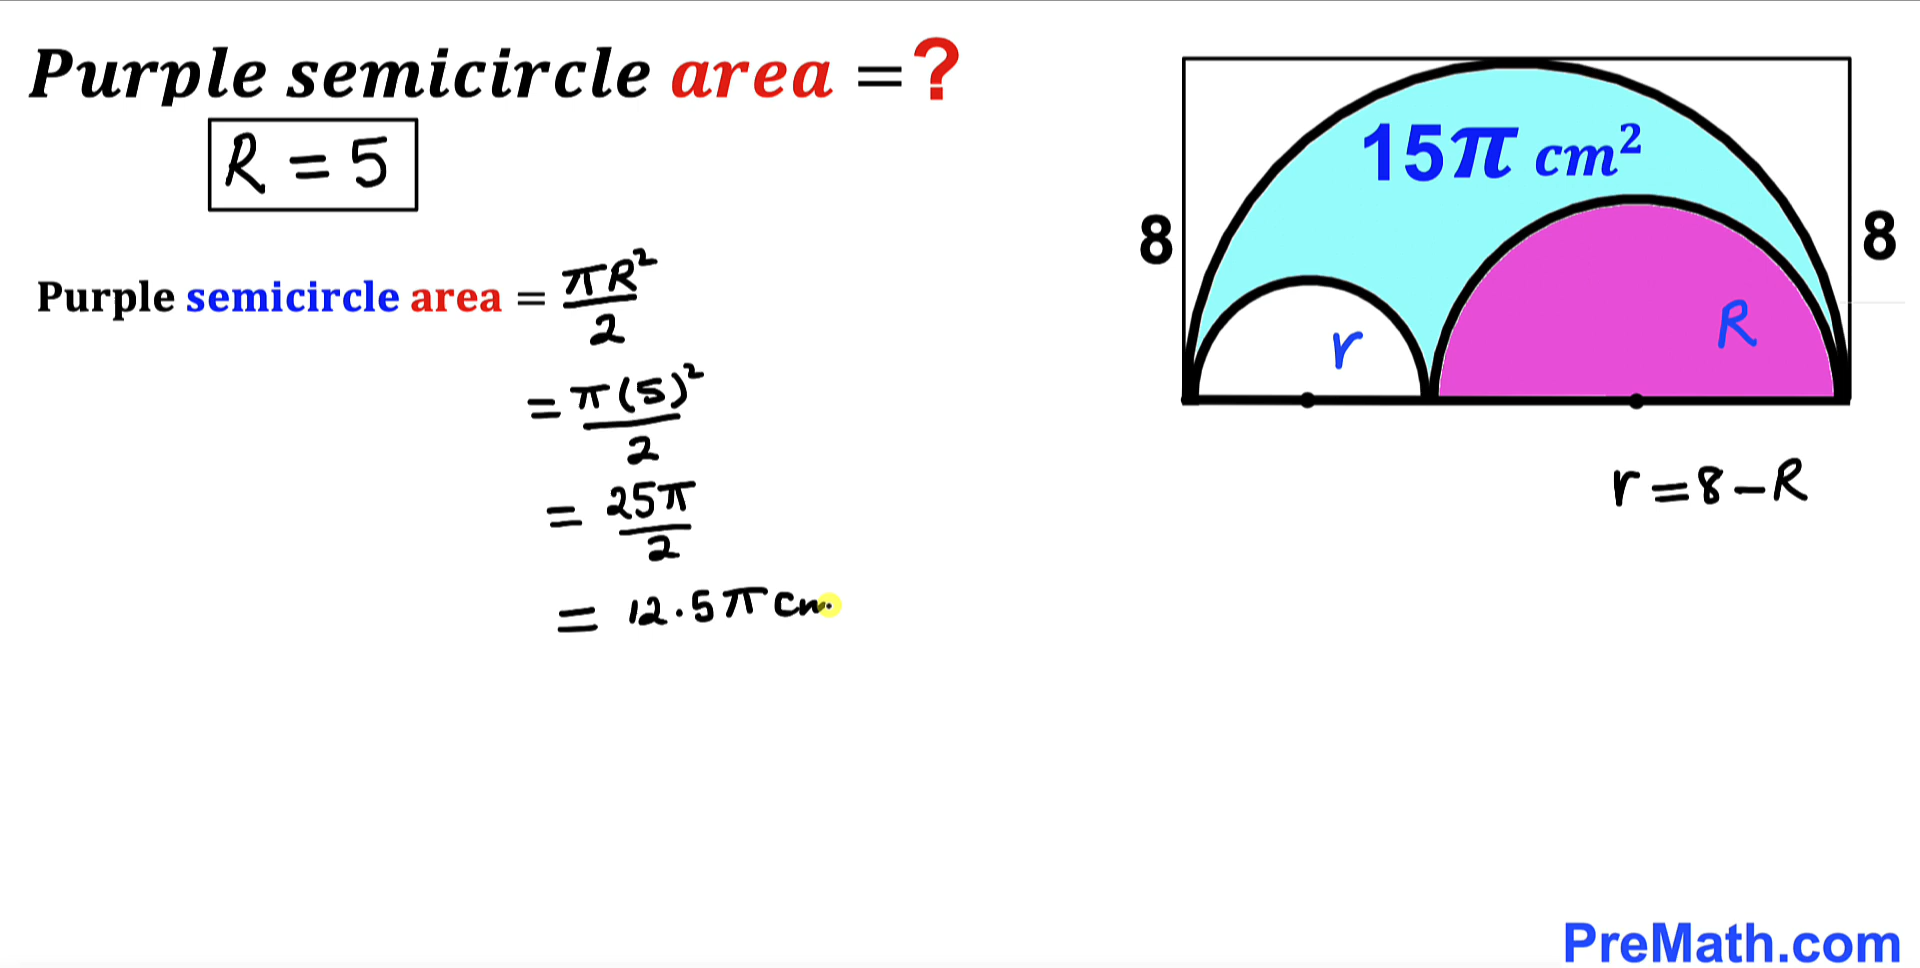 Purple semicircle area = ?
R = 5
Purple semicircle area = πR²/2
= π(5)²/2
= 25π/2
= 12.5π cm
15π cm²
8
8
r
R
r = 8 − R
PreMath.com